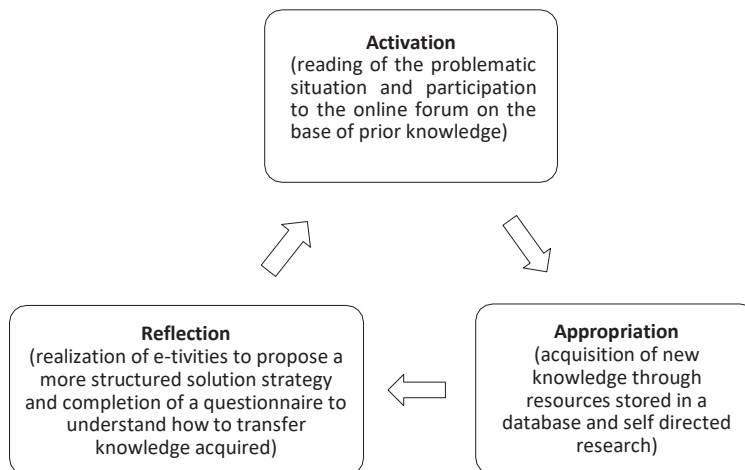 Activation
(reading of the problematic
situation and participation
to the online forum on the
base of prior knowledge)
Reflection
(realization of e-tivities to propose a
more structured solution strategy
and completion of a questionnaire to
understand how to transfer
knowledge acquired)
Appropriation
(acquisition of new
knowledge through
resources stored in a
database and self directed
research)